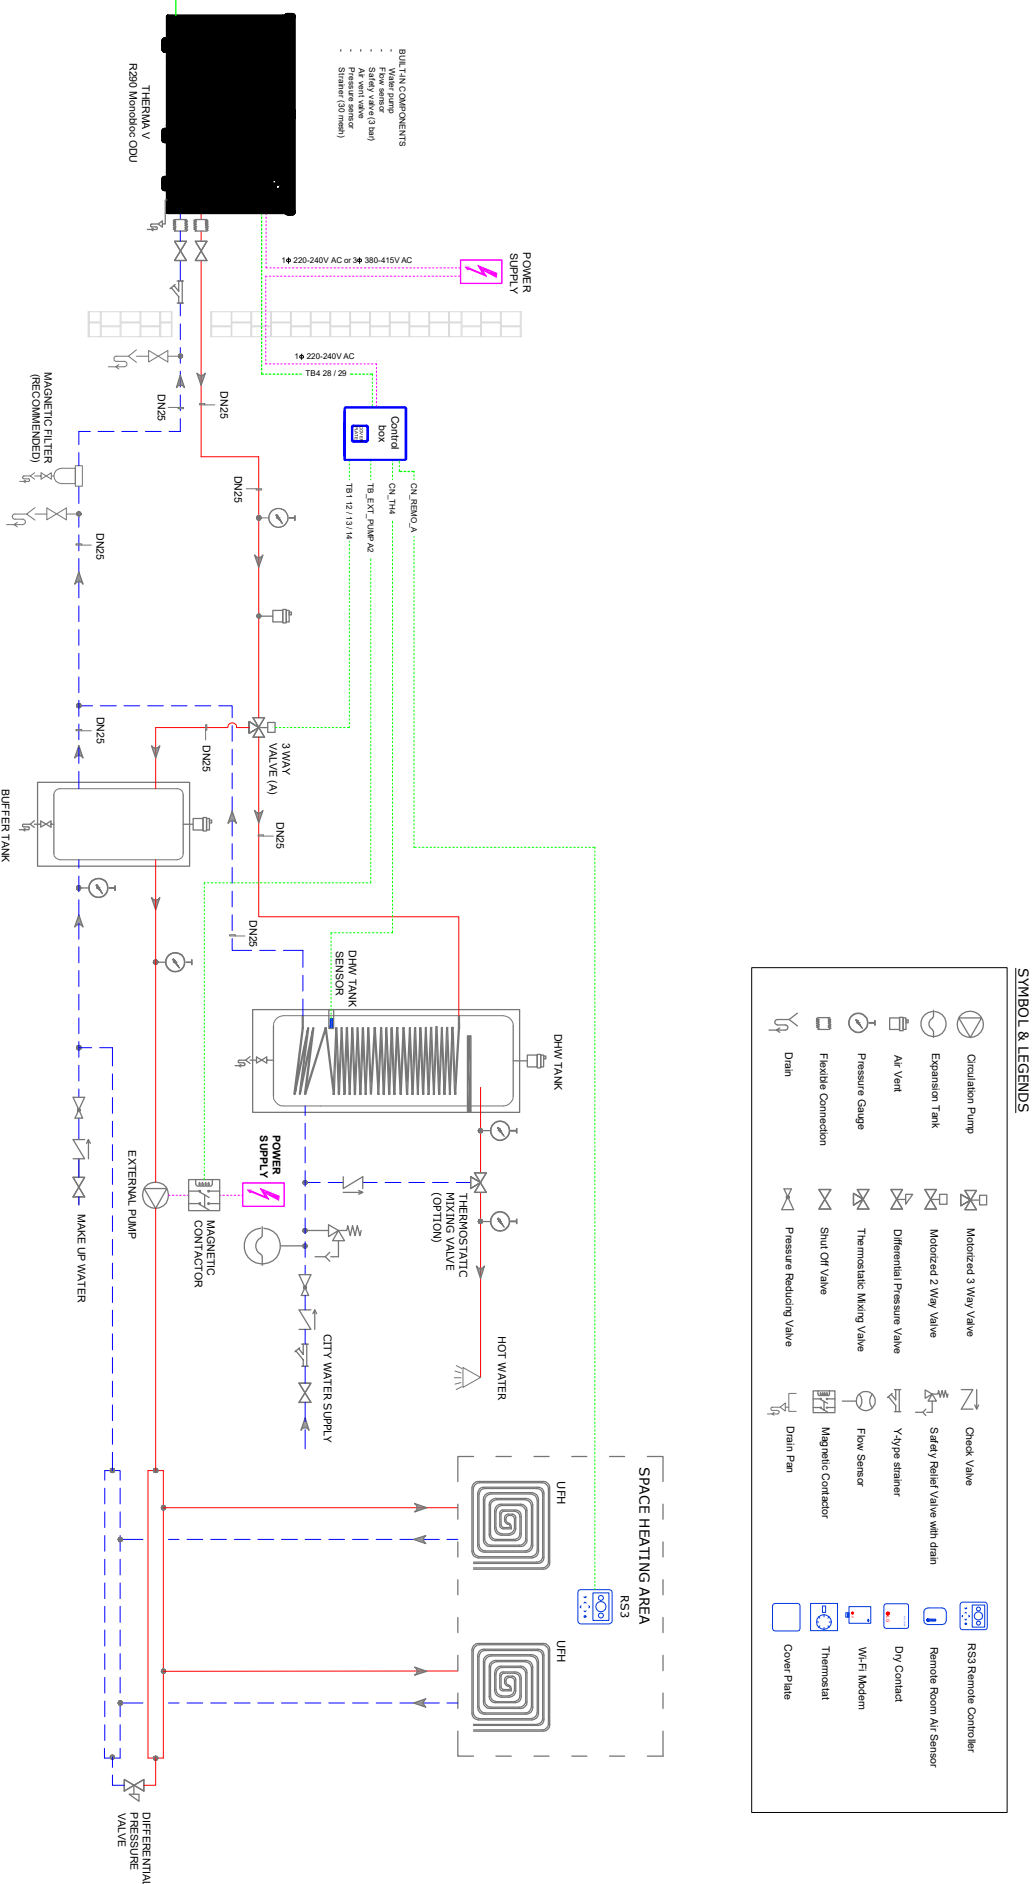 SYMBOL & LEGENDS
Circulation Pump
Expansion Tank
Air Vent
Pressure Gauge
Flexible Connection
Drain
Motorized 3 Way Valve
Motorized 2 Way Valve
Differential Pressure Valve
Thermostatic Mixing Valve
Shut Off Valve
Pressure Reducing Valve
Check Valve
Safety Relief Valve with drain
Y-type strainer
Flow Sensor
Magnetic Contactor
Drain Pan
RS3 Remote Controller
Remote Room Air Sensor
Dry Contact
Wi-Fi Modem
Thermostat
Cover Plate
BUILT-IN COMPONENTS
- Water pump
- Flow sensor
- Safety valve (3 bar)
- Air vent valve
- Pressure sensor
- Strainer (30 mesh)
THERMA V
R290 Monobloc ODU
POWER
SUPPLY
1Φ 220-240V AC or 3Φ 380-415V AC
1Φ 220-240V AC
TB4 28 / 29
Control
box
CN_REMO_A
CN_TH4
TB_EXT_PUMP A2
TB1 12 / 13 / 14
DN25
DN25
DN25
MAGNETIC FILTER
(RECOMMENDED)
DN25
DN25
DN25
3 WAY
VALVE (A)
DN25
BUFFER TANK
DN25
DHW TANK
SENSOR
DHW TANK
POWER
SUPPLY
EXTERNAL PUMP
MAGNETIC
CONTACTOR
MAKE UP WATER
THERMOSTATIC
MIXING VALVE
(OPTION)
HOT WATER
CITY WATER SUPPLY
SPACE HEATING AREA
UFH
RS3
UFH
DIFFERENTIAL
PRESSURE
VALVE